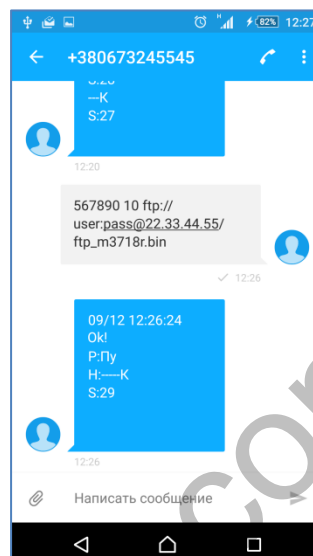 82% 12:27
+380673245545
S:28
---К
S:27
12:20
567890 10 ftp://
user:pass@22.33.44.55/
ftp_m3718r.bin
12:26
09/12 12:26:24
Ok!
Р:Пу
Н:-----К
S:29
12:26
Написать сообщение
con